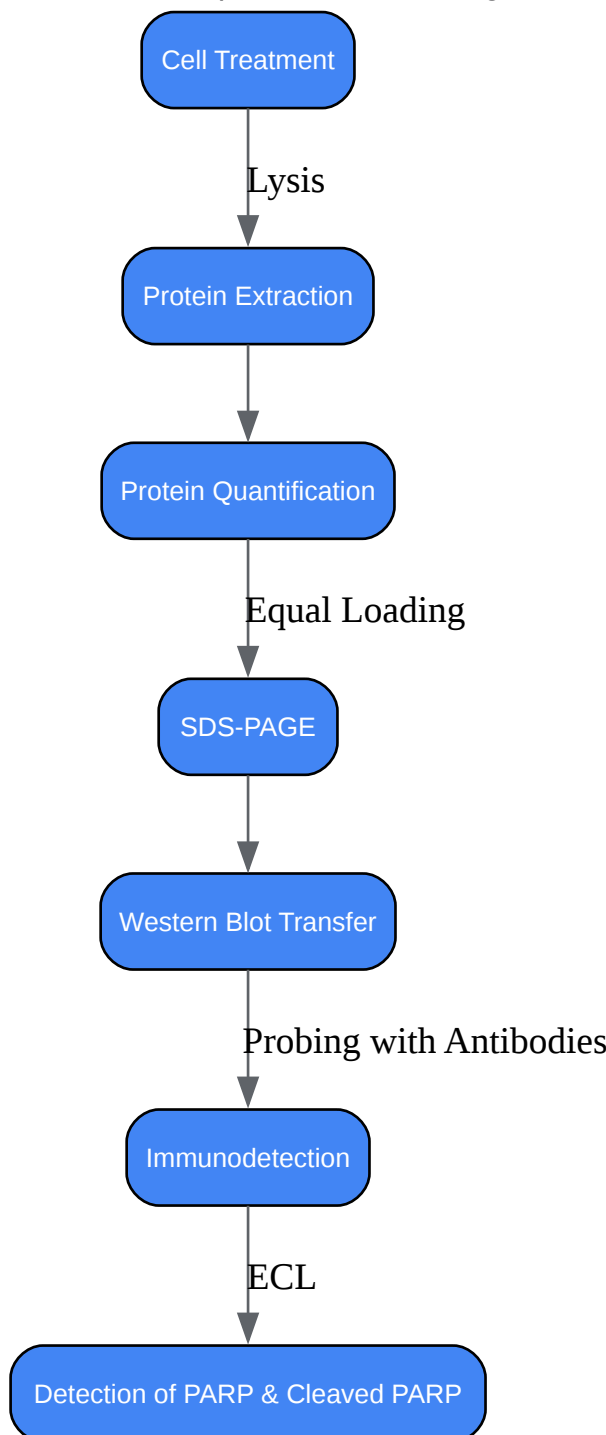 Cell Treatment
Lysis
Protein Extraction
Protein Quantification
Equal Loading
SDS-PAGE
Western Blot Transfer
Probing with Antibodies
Immunodetection
ECL
Detection of PARP & Cleaved PARP